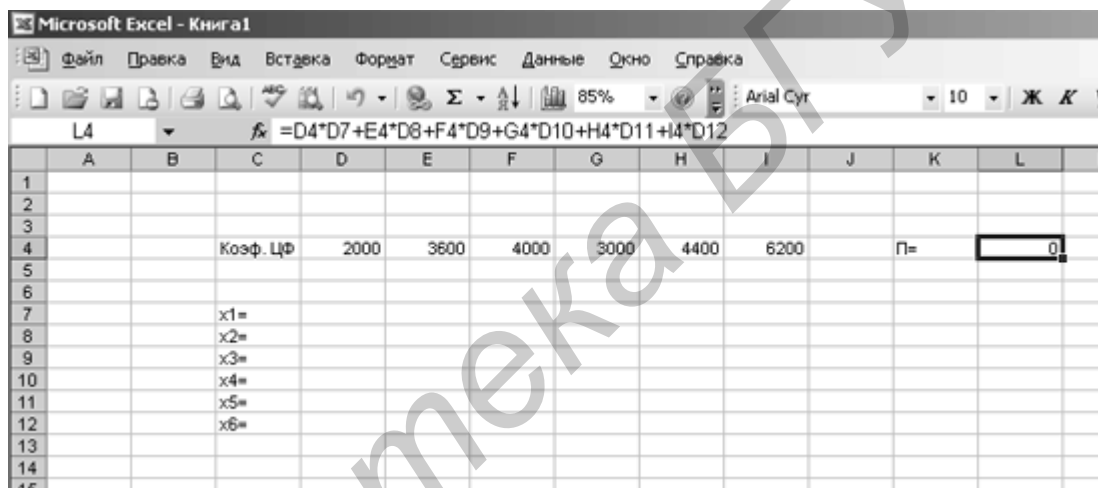 Microsoft Excel - Книга1
Файл Правка Вид Вставка Формат Сервис Данные Окно Справка
85% Arial Cyr 10 Ж К
L4 fx =D4*D7+E4*D8+F4*D9+G4*D10+H4*D11+I4*D12
A B C D E F G H I J K L
1
2
3
4 Коэф. ЦФ 2000 3600 4000 3000 4400 6200 П= 0
5
6
7 x1=
8 x2=
9 x3=
10 x4=
11 x5=
12 x6=
13
14
15
тека БГУ